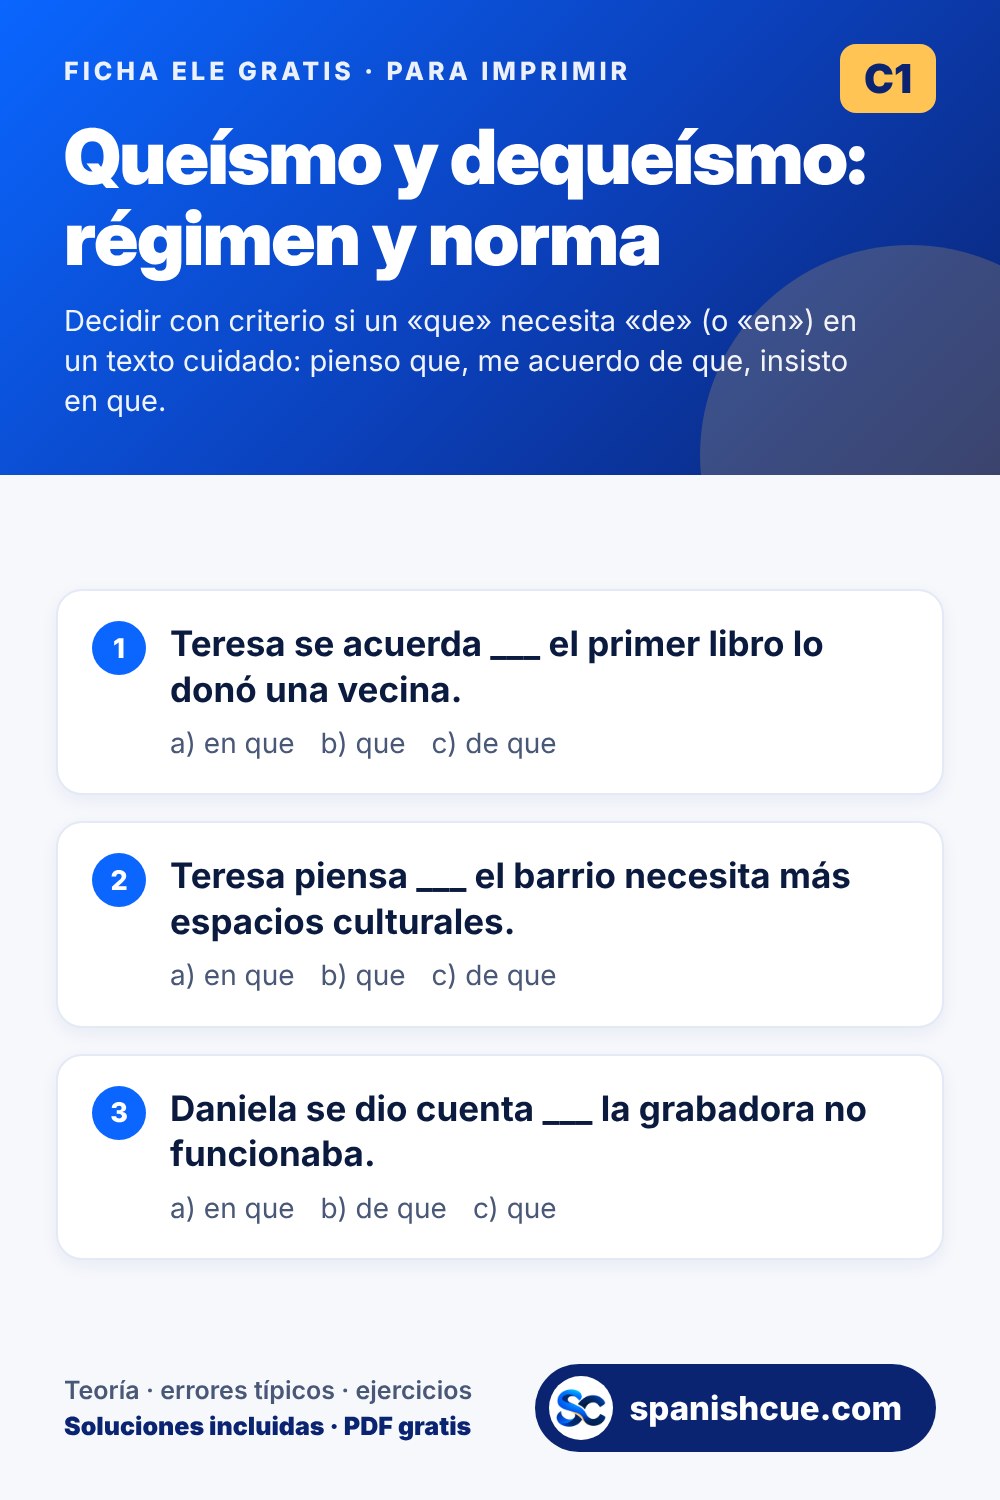 FICHA ELE GRATIS · PARA IMPRIMIR
C1
Queísmo y dequeísmo:
régimen y norma
Decidir con criterio si un «que» necesita «de» (o «en») en
un texto cuidado: pienso que, me acuerdo de que, insisto
en que.
1
Teresa se acuerda ___ el primer libro lo
donó una vecina.
a) en que b) que c) de que
2
Teresa piensa ___ el barrio necesita más
espacios culturales.
a) en que b) que c) de que
3
Daniela se dio cuenta ___ la grabadora no
funcionaba.
a) en que b) de que c) que
Teoría · errores típicos · ejercicios
Soluciones incluidas · PDF gratis
SC
spanishcue.com